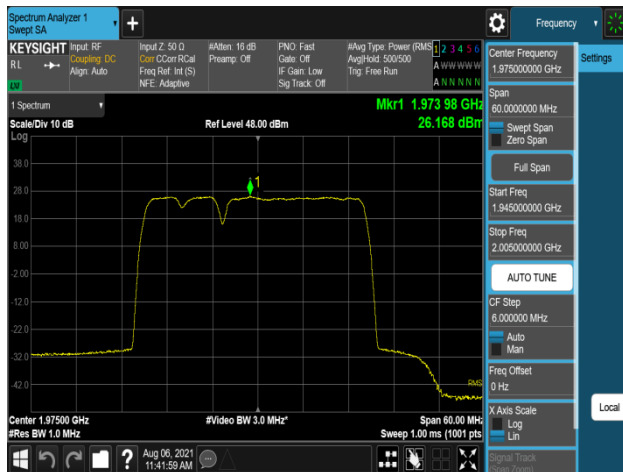 Spectrum Analyzer 1
Swept SA
Frequency
KEYSIGHT
Input: RF
Coupling: DC
Align: Auto
Input Z: 50 Ω
Corr CCorr RCal
Freq Ref: Int (S)
NFE: Adaptive
#Atten: 16 dB
Preamp: Off
PNO: Fast
Gate: Off
IF Gain: Low
Sig Track: Off
#Avg Type: Power (RMS
Avg|Hold: 500/500
Trig: Free Run
1 2 3 4 5 6
A W W W W W
A N N N N N
R L
1 Spectrum
Scale/Div 10 dB
Ref Level 48.00 dBm
Mkr1 1.973 98 GHz
26.168 dBm
Log
38.0
28.0
18.0
8.00
-2.00
-12.0
-22.0
-32.0
-42.0
1
RMS
Center 1.97500 GHz
#Res BW 1.0 MHz
#Video BW 3.0 MHz*
Span 60.00 MHz
Sweep 1.00 ms (1001 pts
Aug 06, 2021
11:41:59 AM
Center Frequency
1.975000000 GHz
Span
60.0000000 MHz
Swept Span
Zero Span
Full Span
Start Freq
1.945000000 GHz
Stop Freq
2.005000000 GHz
AUTO TUNE
CF Step
6.000000 MHz
Auto
Man
Freq Offset
0 Hz
X Axis Scale
Log
Lin
Signal Track
(Span Zoom)
Settings
Local